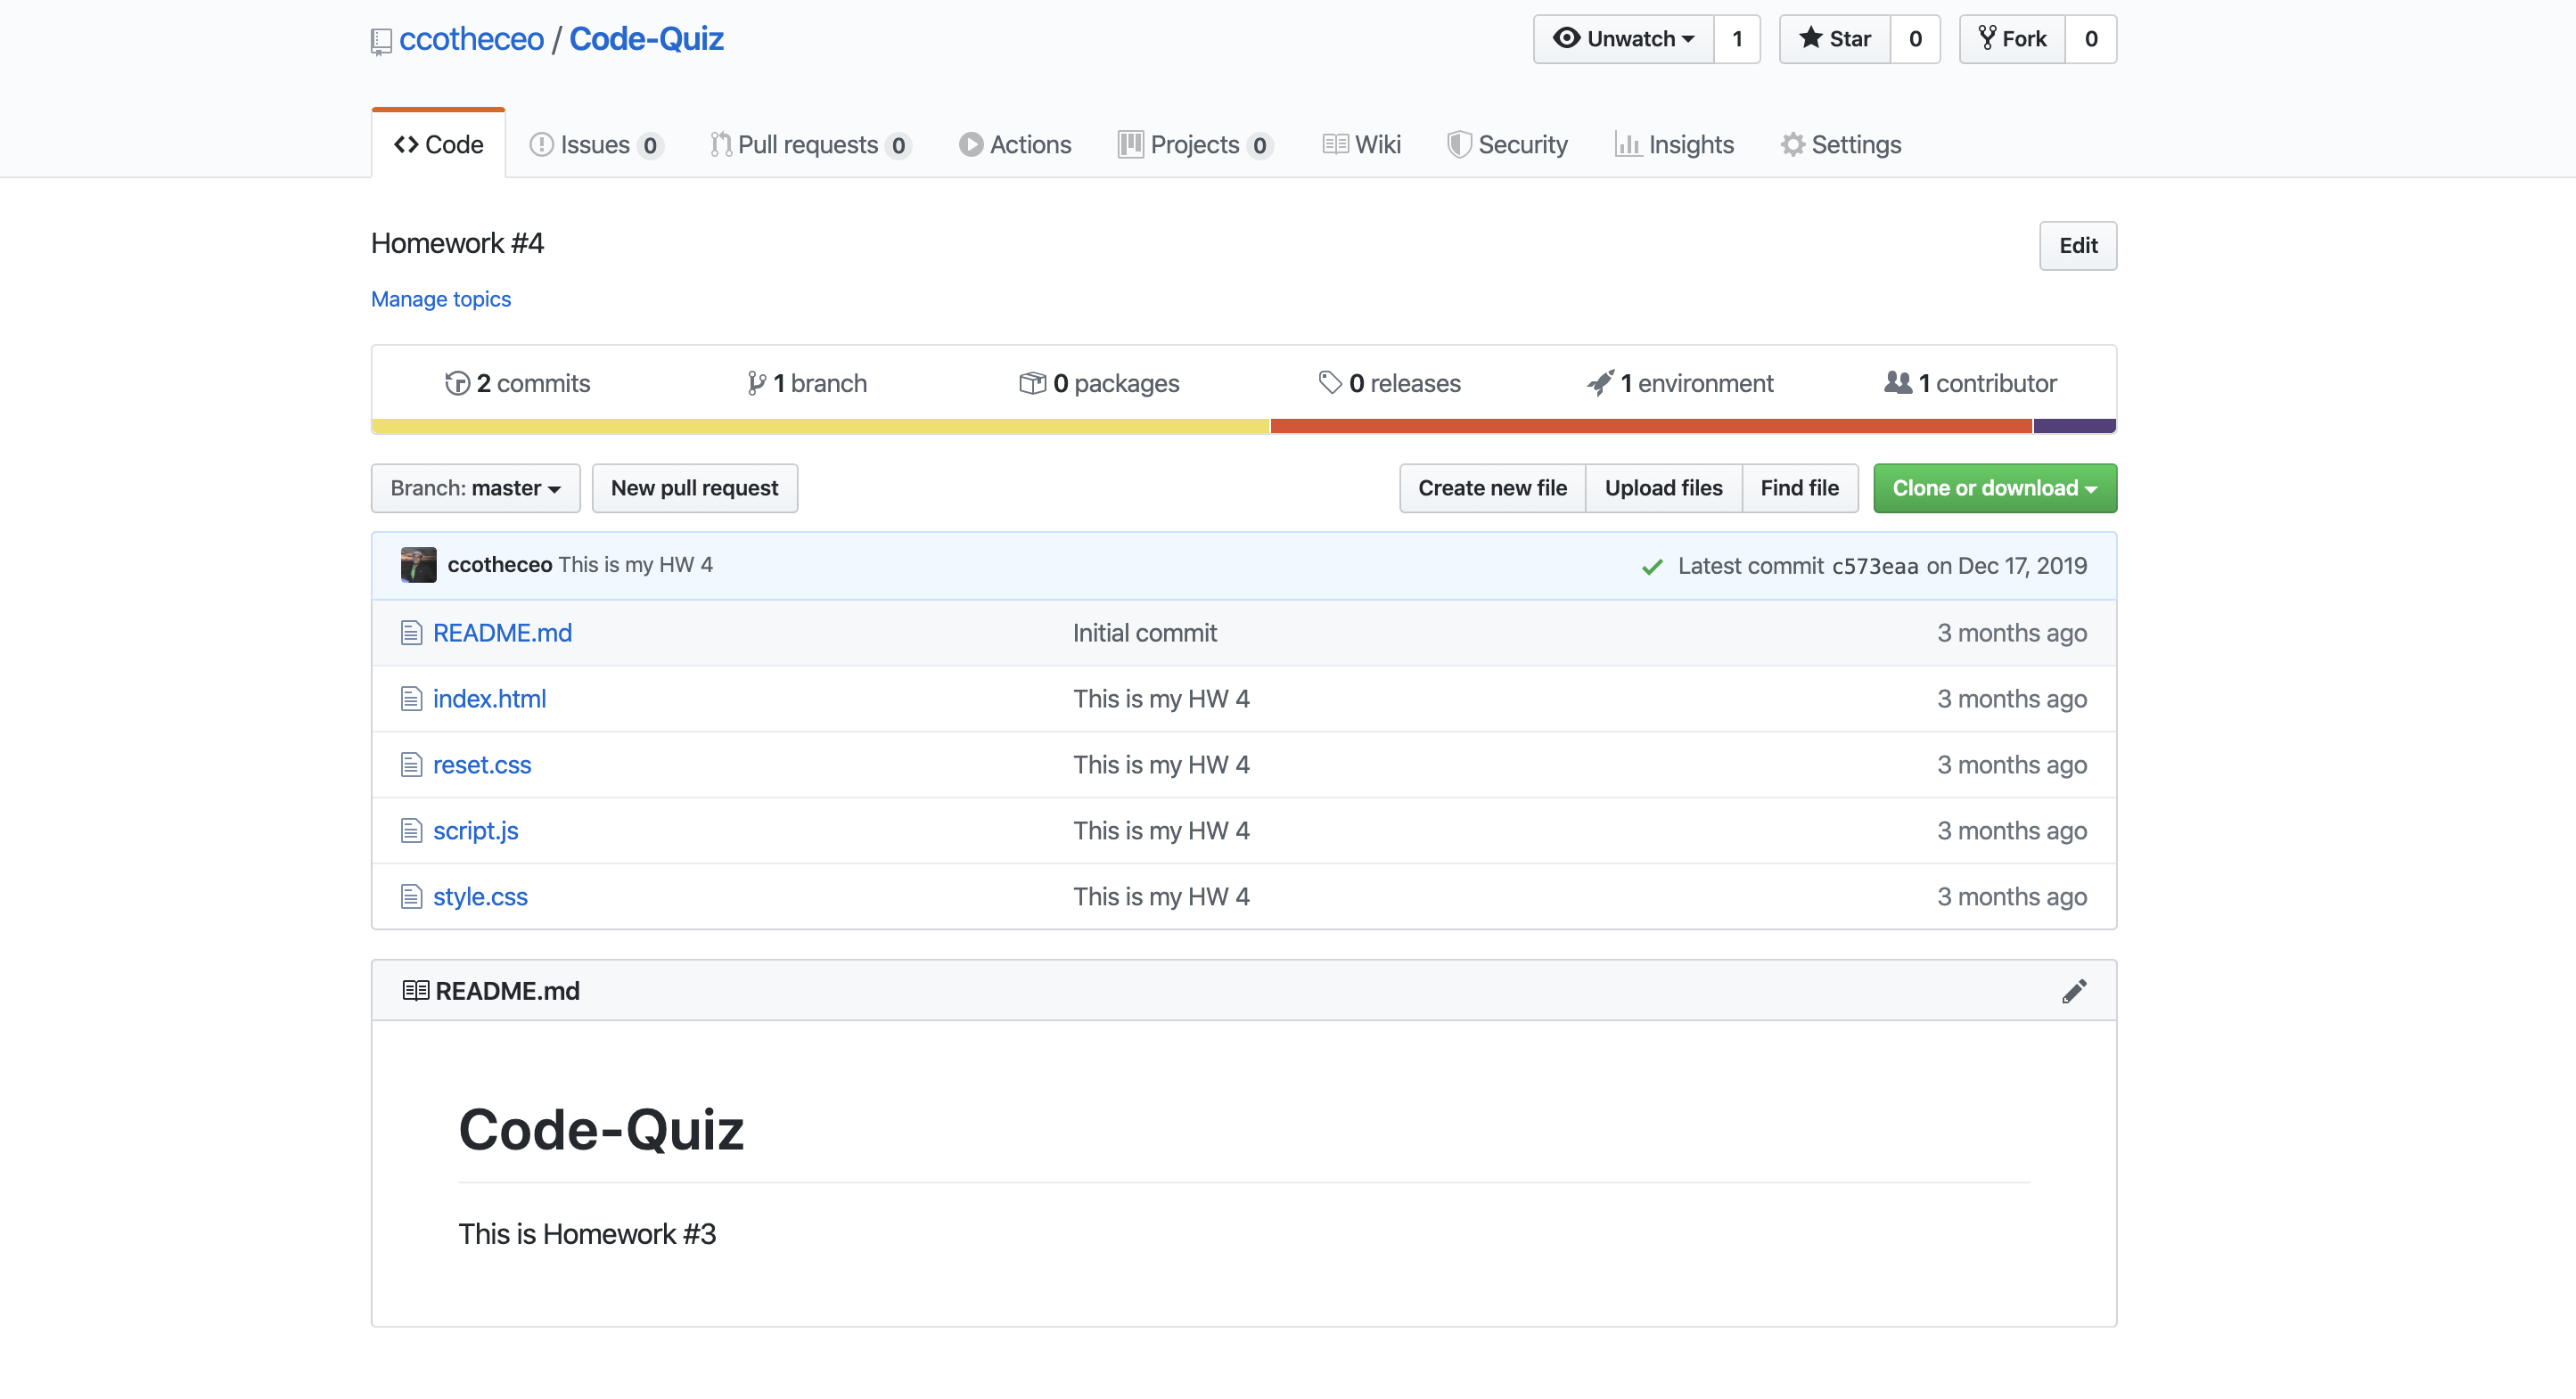 ccotheceo / Code-Quiz
Unwatch 1 Star 0 Fork 0
Code Issues 0 Pull requests 0 Actions Projects 0 Wiki Security Insights Settings
Homework #4 Edit
Manage topics
2 commits 1 branch 0 packages 0 releases 1 environment 1 contributor
Branch: master New pull request Create new file Upload files Find file Clone or download
ccotheceo This is my HW 4 Latest commit c573eaa on Dec 17, 2019
README.md Initial commit 3 months ago
index.html This is my HW 4 3 months ago
reset.css This is my HW 4 3 months ago
script.js This is my HW 4 3 months ago
style.css This is my HW 4 3 months ago
README.md
Code-Quiz
This is Homework #3